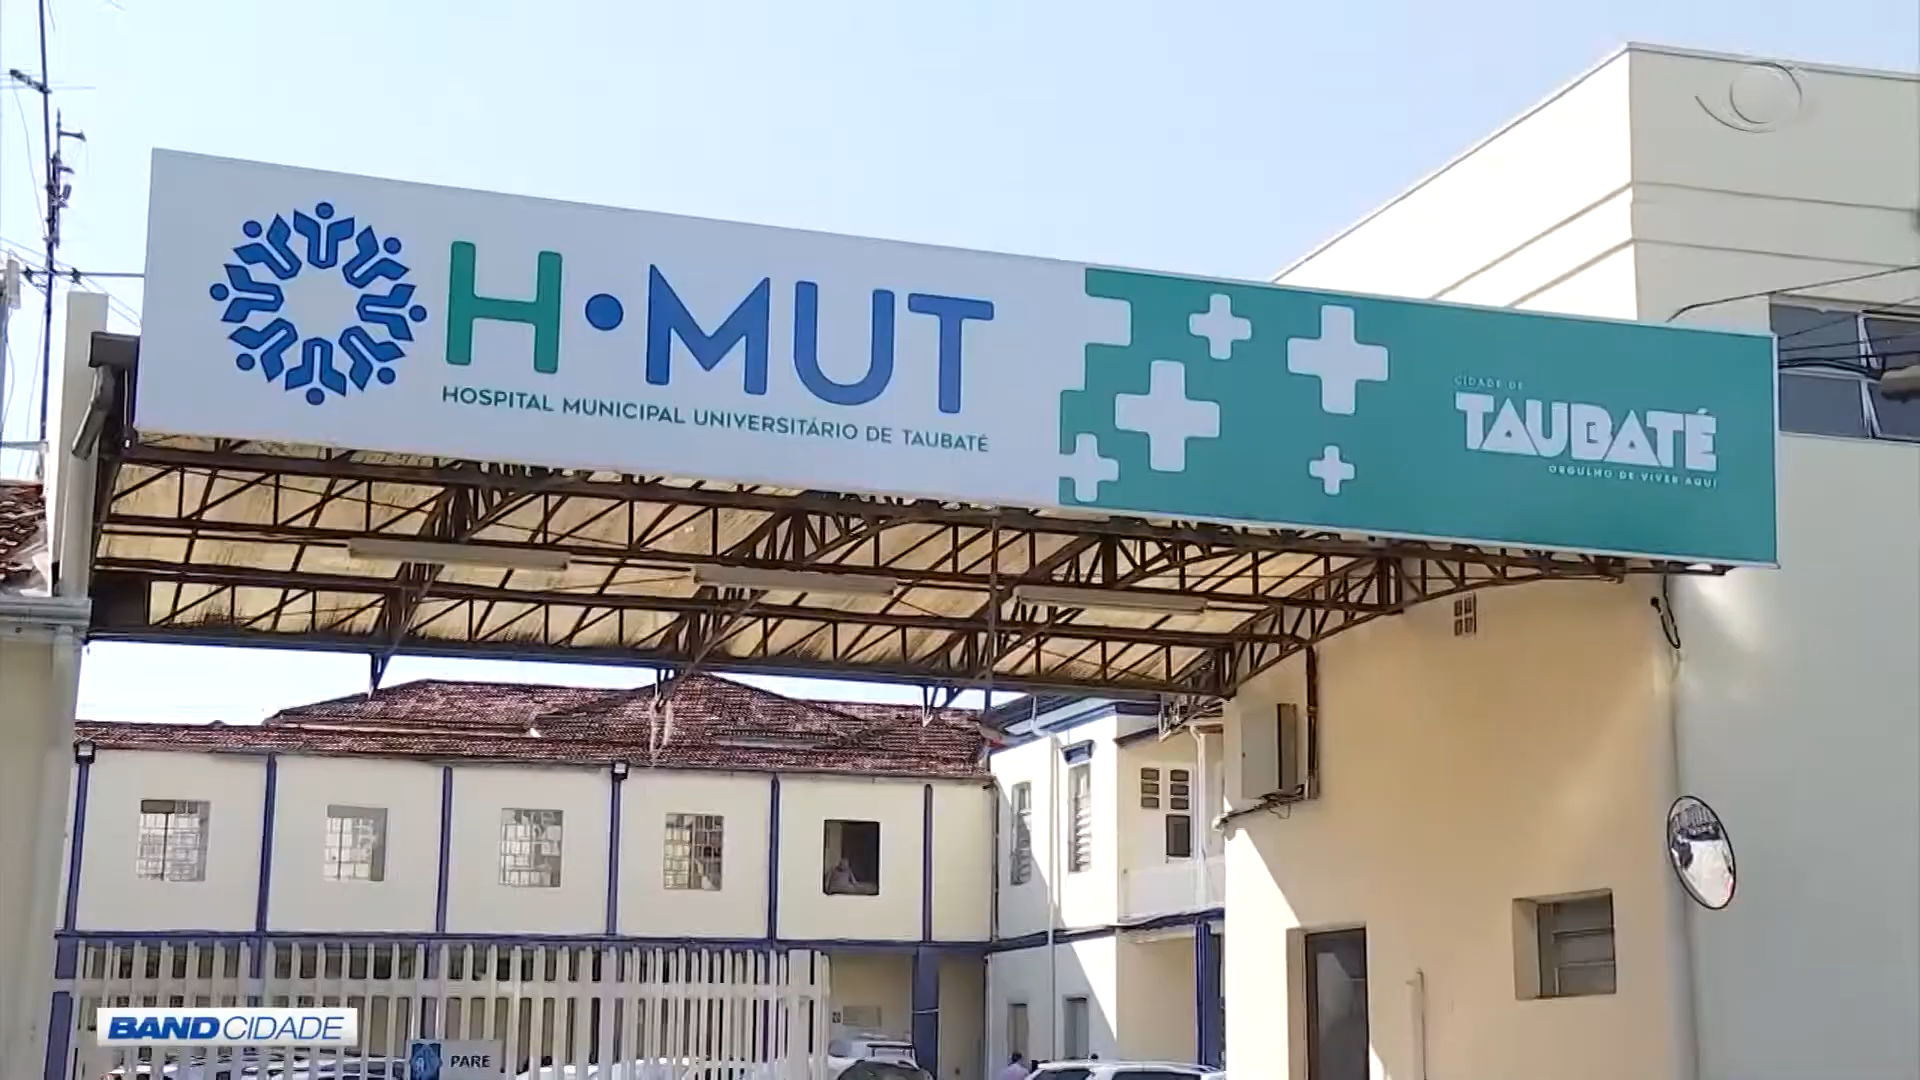 H·MUT
HOSPITAL MUNICIPAL UNIVERSITÁRIO DE TAUBATÉ
CIDADE DE
TAUBATÉ
ORGULHO DE VIVER AQUI
BAND CIDADE
PARE